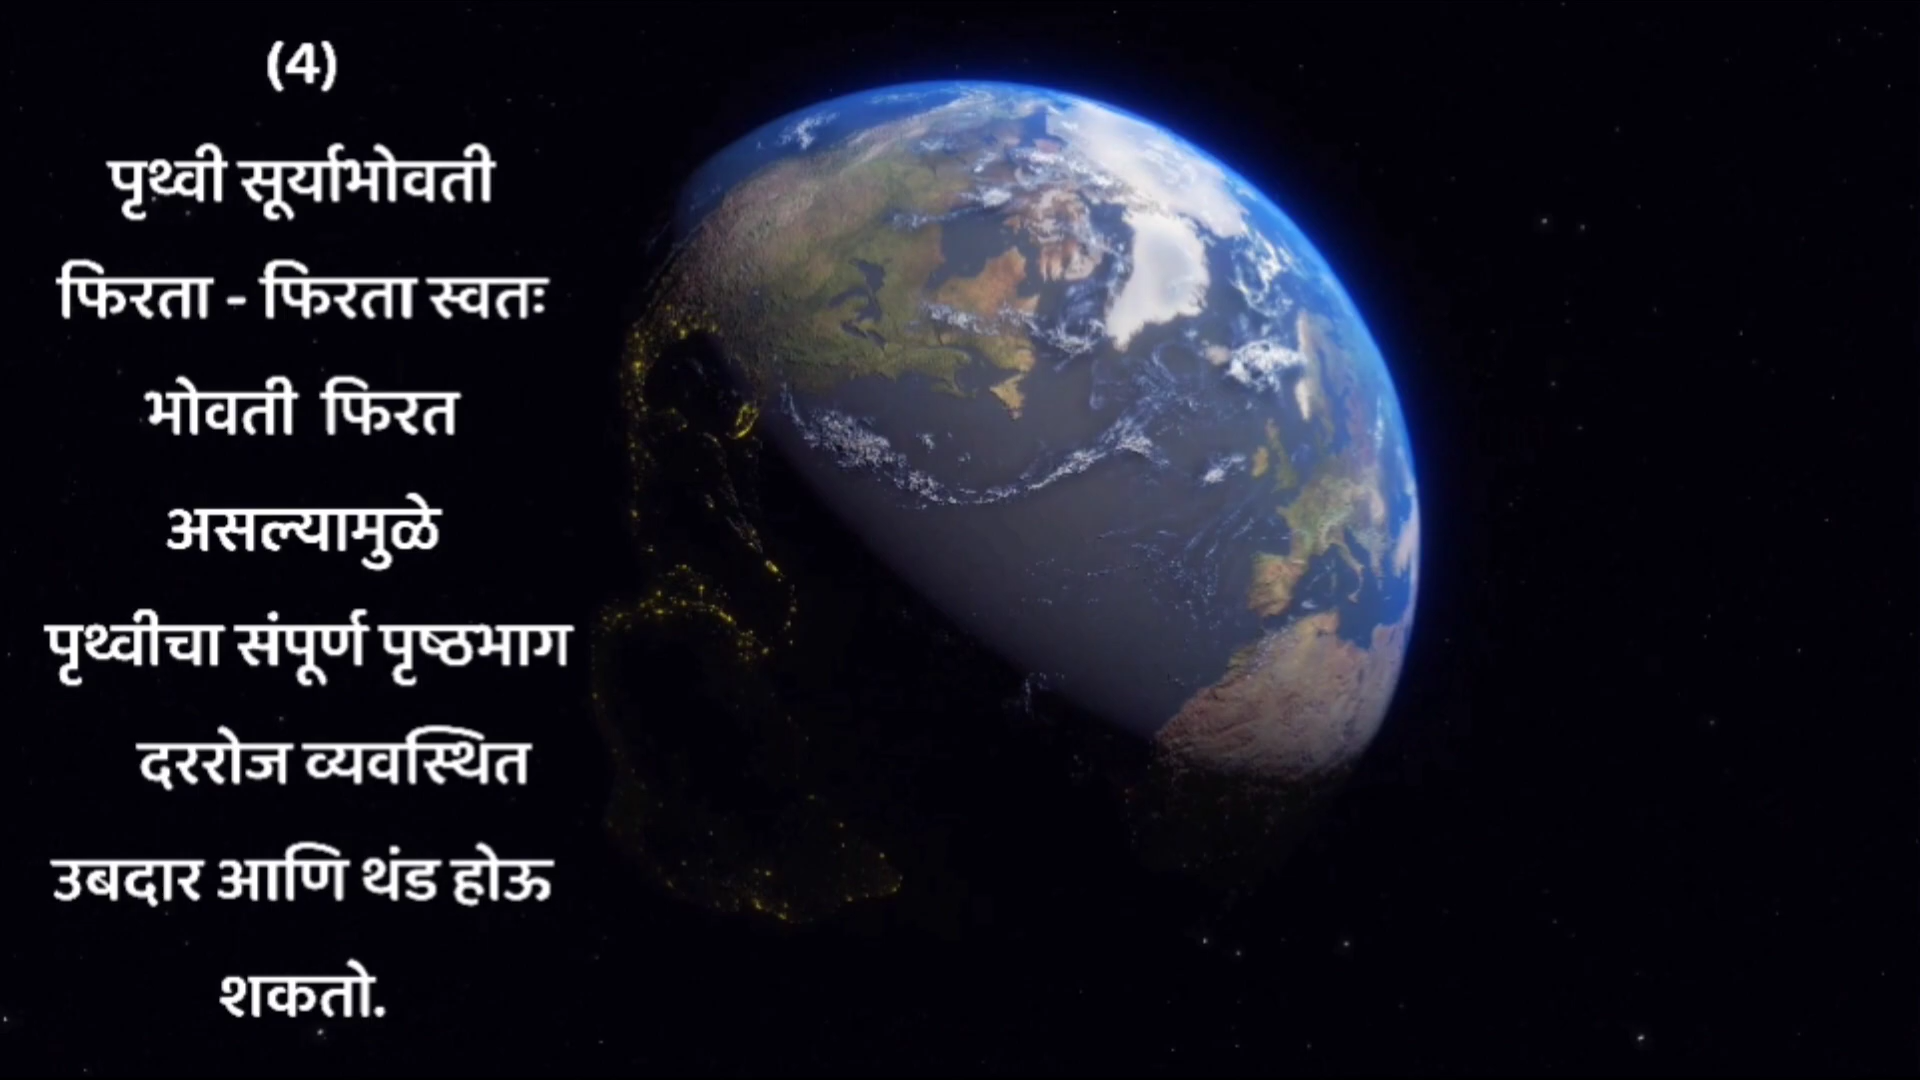 (4)
पृथ्वी सूर्याभोवती
फिरता - फिरता स्वतः
भोवती फिरत
असल्यामुळे
पृथ्वीचा संपूर्ण पृष्ठभाग
दररोज व्यवस्थित
उबदार आणि थंड होऊ
शकतो.